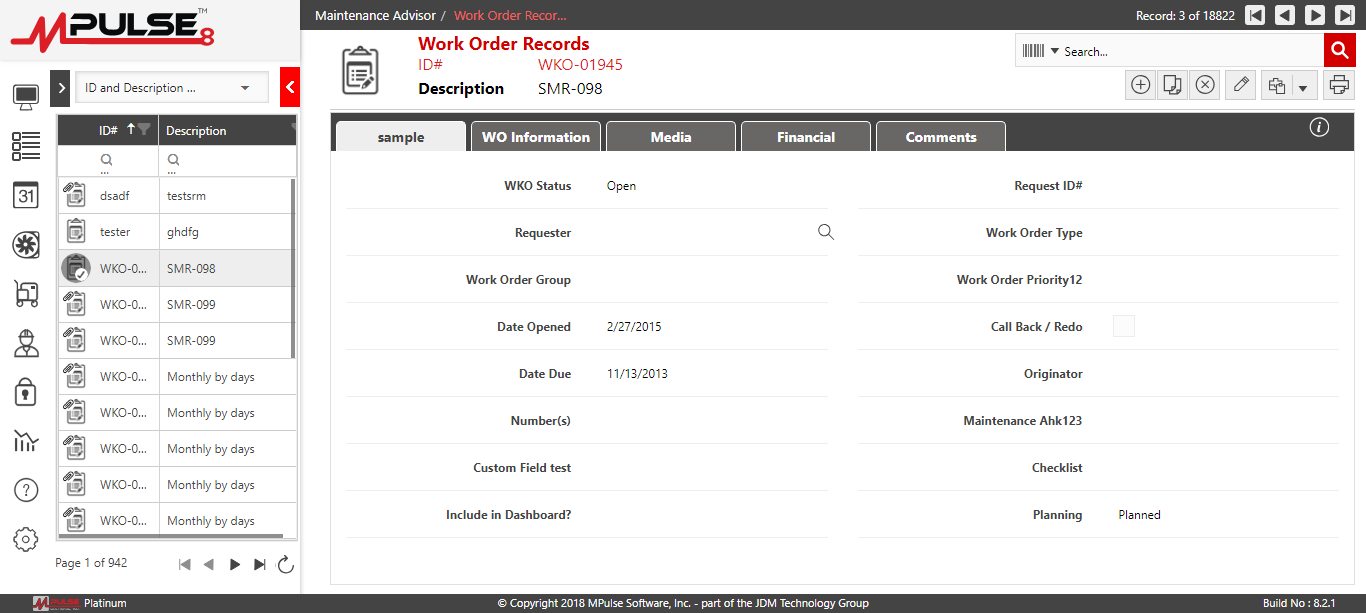 MPULSE™ 8
Maintenance Advisor / Work Order Recor...
Record: 3 of 18822
Work Order Records
ID# WKO-01945
Description SMR-098
Search...
ID and Description ...
ID# Description
... ...
dsadf testsrm
tester ghdfg
WKO-0... SMR-098
WKO-0... SMR-099
WKO-0... SMR-099
WKO-0... Monthly by days
WKO-0... Monthly by days
WKO-0... Monthly by days
WKO-0... Monthly by days
WKO-0... Monthly by days
Page 1 of 942
31
?
sample WO Information Media Financial Comments
i
WKO Status Open Request ID#
Requester Work Order Type
Work Order Group Work Order Priority12
Date Opened 2/27/2015 Call Back / Redo
Date Due 11/13/2013 Originator
Number(s) Maintenance Ahk123
Custom Field test Checklist
Include in Dashboard? Planning Planned
MPULSE Platinum
© Copyright 2018 MPulse Software, Inc. - part of the JDM Technology Group
Build No : 8.2.1